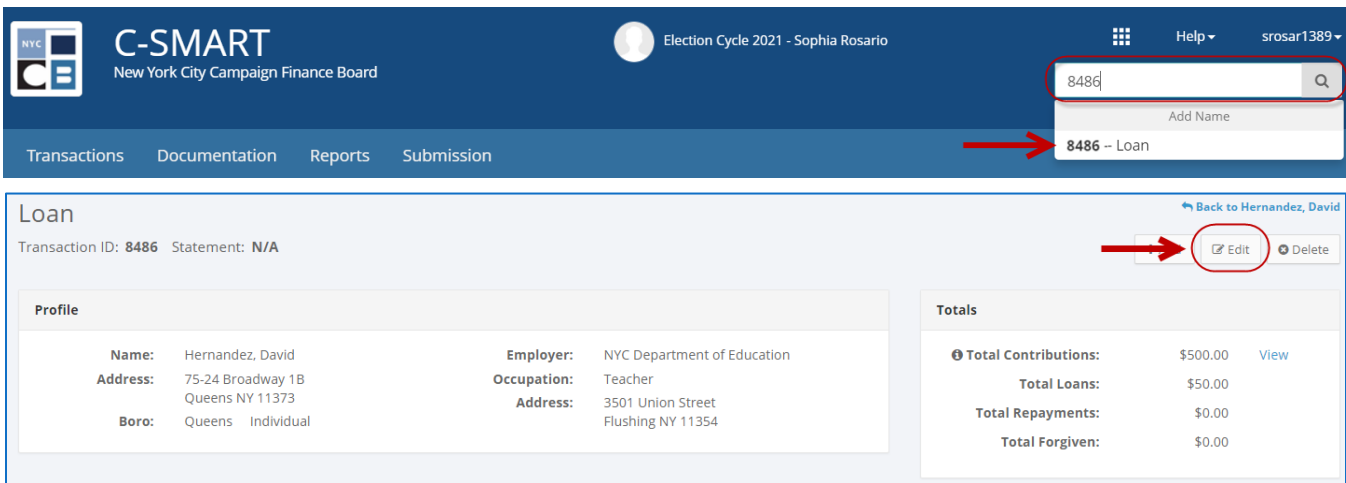 NYC
CB
C-SMART
New York City Campaign Finance Board
Election Cycle 2021 - Sophia Rosario
Help
srosar1389
8486
Add Name
8486 -- Loan
Transactions Documentation Reports Submission
Loan
Back to Hernandez, David
Transaction ID: 8486 Statement: N/A
Edit Delete
Profile
Name: Hernandez, David
Address: 75-24 Broadway 1B
Queens NY 11373
Boro: Queens Individual
Employer: NYC Department of Education
Occupation: Teacher
Address: 3501 Union Street
Flushing NY 11354
Totals
Total Contributions: $500.00 View
Total Loans: $50.00
Total Repayments: $0.00
Total Forgiven: $0.00